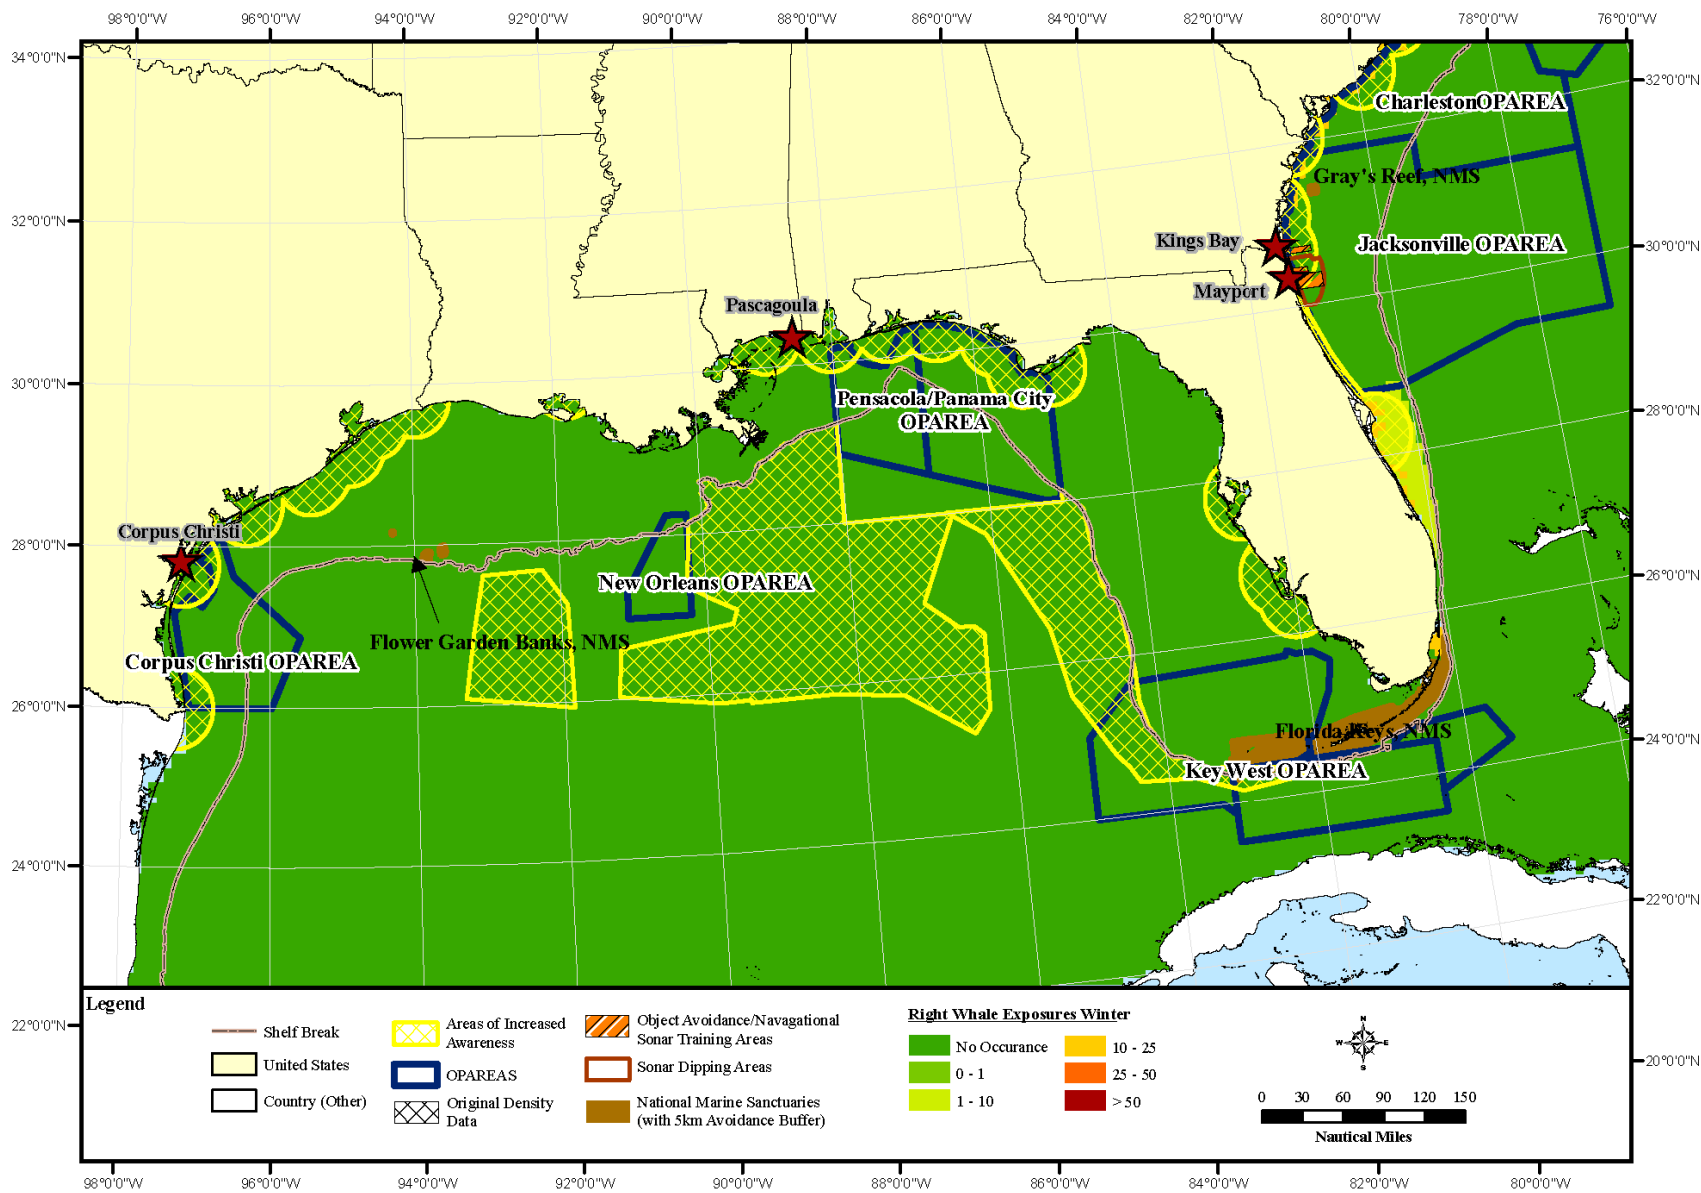 98°0'0"W 96°0'0"W 94°0'0"W 92°0'0"W 90°0'0"W 88°0'0"W 86°0'0"W 84°0'0"W 82°0'0"W 80°0'0"W 78°0'0"W 76°0'0"W
34°0'0"N
32°0'0"N
CharlestonOPAREA
Gray's Reef, NMS
32°0'0"N
Kings Bay
Jacksonville OPAREA
30°0'0"N
Mayport
Pascagoula
30°0'0"N
Pensacola/Panama City
OPAREA
28°0'0"N
Corpus Christi
28°0'0"N
New Orleans OPAREA
26°0'0"N
Flower Garden Banks, NMS
Corpus Christi OPAREA
26°0'0"N
Florida Keys, NMS
24°0'0"N
Key West OPAREA
24°0'0"N
22°0'0"N
Legend
22°0'0"N
20°0'0"N
Shelf Break
United States
Country (Other)
Areas of Increased
Awareness
OPAREAS
Original Density
Data
Object Avoidance/Navagational
Sonar Training Areas
Sonar Dipping Areas
National Marine Sanctuaries
(with 5km Avoidance Buffer)
Right Whale Exposures Winter
No Occurance
0 - 1
1 - 10
10 - 25
25 - 50
> 50
N
W E
S
0 30 60 90 120 150
Nautical Miles
98°0'0"W 96°0'0"W 94°0'0"W 92°0'0"W 90°0'0"W 88°0'0"W 86°0'0"W 84°0'0"W 82°0'0"W 80°0'0"W